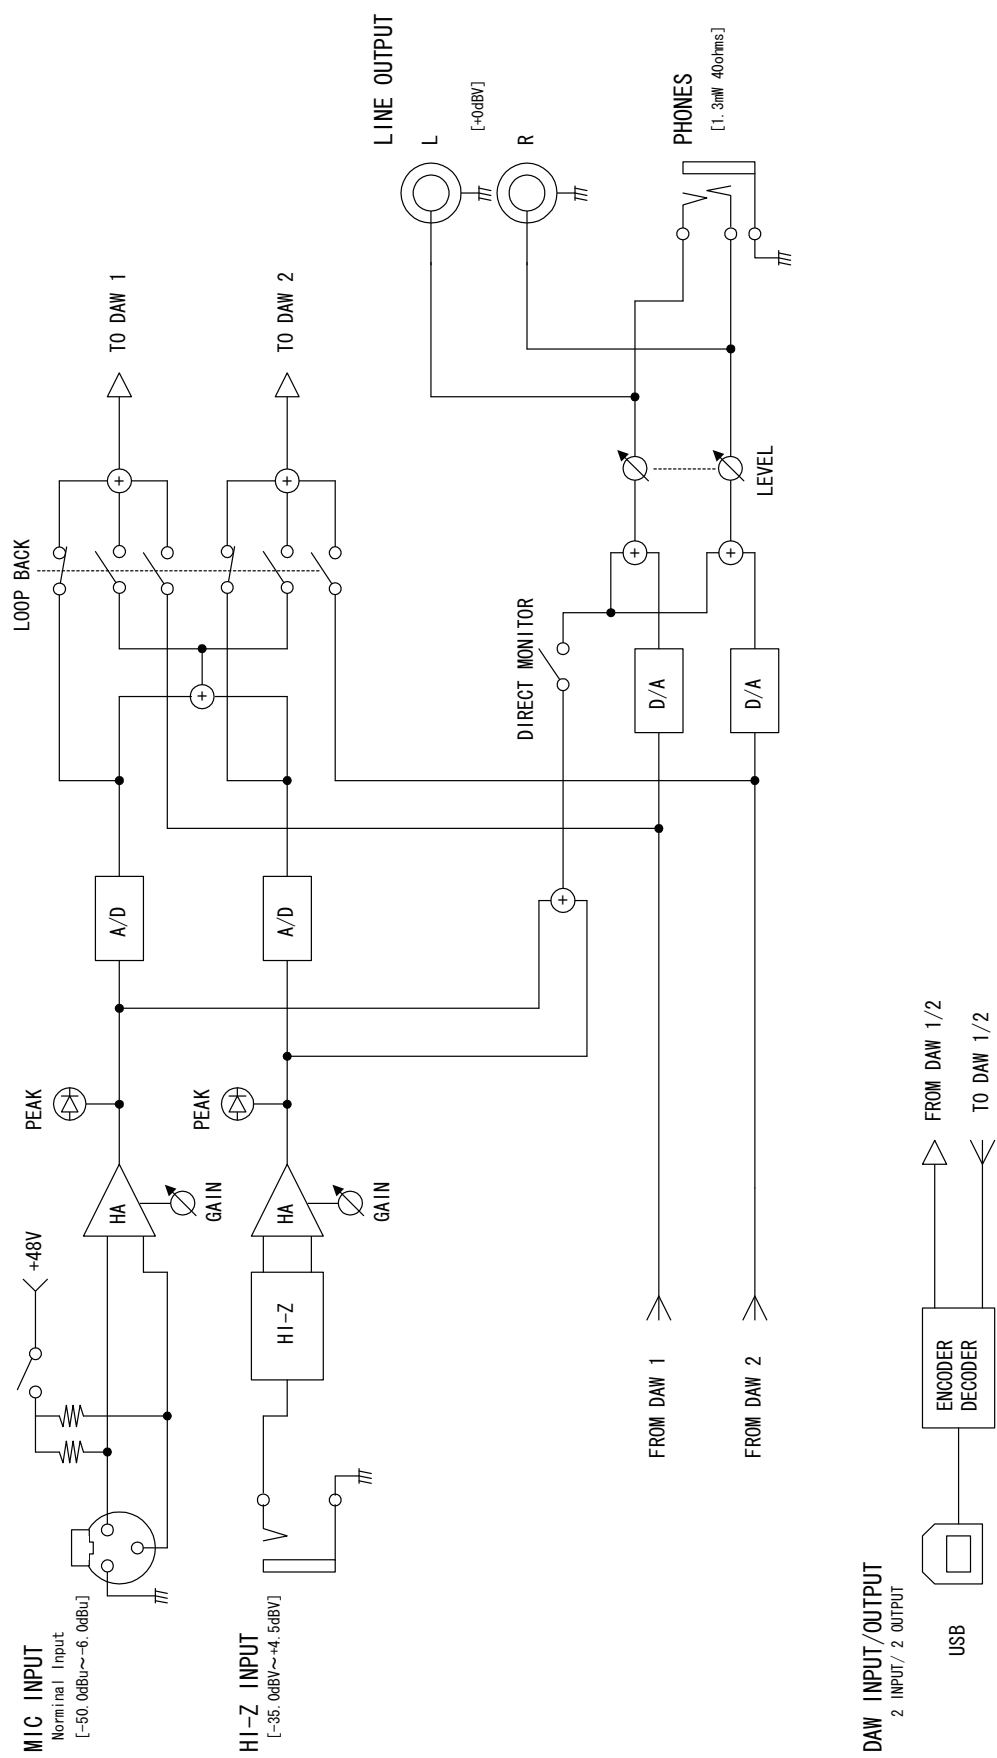 MIC INPUT
Norminal Input
[-50.0dBu～-6.0dBu]
+48V
HA
GAIN
PEAK
A/D
LOOP BACK
+
+
+
TO DAW 1
HI-Z INPUT
[-35.0dBV～+4.5dBV]
HI-Z
HA
GAIN
PEAK
A/D
TO DAW 2
+
DIRECT MONITOR
FROM DAW 1
FROM DAW 2
D/A
D/A
+
+
LEVEL
LINE OUTPUT
L
[+0dBV]
R
PHONES
[1.3mW 40ohms]
DAW INPUT/OUTPUT
2 INPUT/ 2 OUTPUT
USB
ENCODER
DECODER
FROM DAW 1/2
TO DAW 1/2